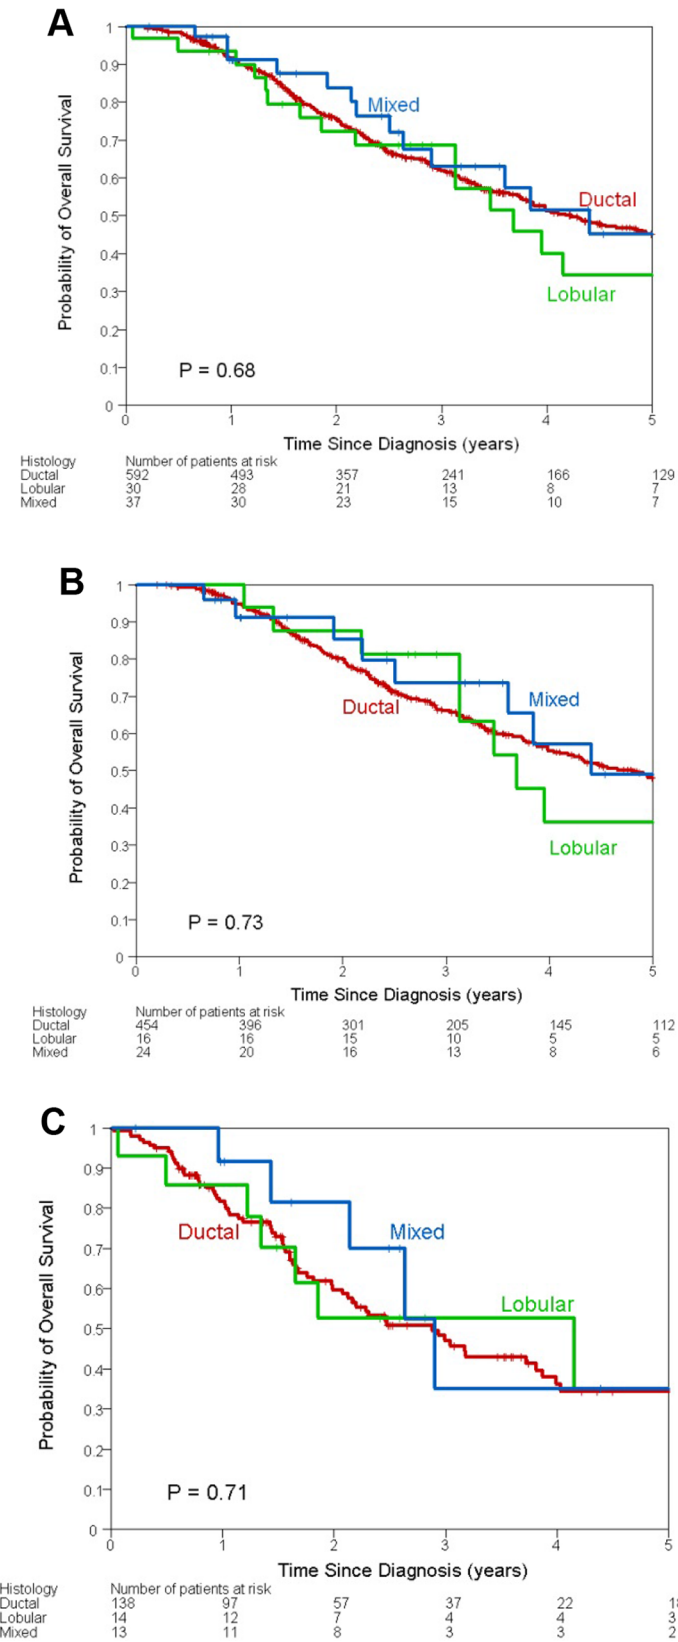 A
1
0.9
0.8
0.7
0.6
0.5
0.4
0.3
0.2
0.1
0
Probability of Overall Survival
Mixed
Ductal
Lobular
P = 0.68
0 1 2 3 4 5
Time Since Diagnosis (years)
Histology Number of patients at risk
Ductal 592 493 357 241 166 129
Lobular 30 28 21 13 8 7
Mixed 37 30 23 15 10 7
B
1
0.9
0.8
0.7
0.6
0.5
0.4
0.3
0.2
0.1
0
Probability of Overall Survival
Ductal
Mixed
Lobular
P = 0.73
0 1 2 3 4 5
Time Since Diagnosis (years)
Histology Number of patients at risk
Ductal 454 396 301 205 145 112
Lobular 16 16 15 10 5 5
Mixed 24 20 16 13 8 6
C
1
0.9
0.8
0.7
0.6
0.5
0.4
0.3
0.2
0.1
0
Probability of Overall Survival
Ductal
Mixed
Lobular
P = 0.71
0 1 2 3 4 5
Time Since Diagnosis (years)
Histology Number of patients at risk
Ductal 138 97 57 37 22
Lobular 14 12 7 4 4 3
Mixed 13 11 8 3 3 2